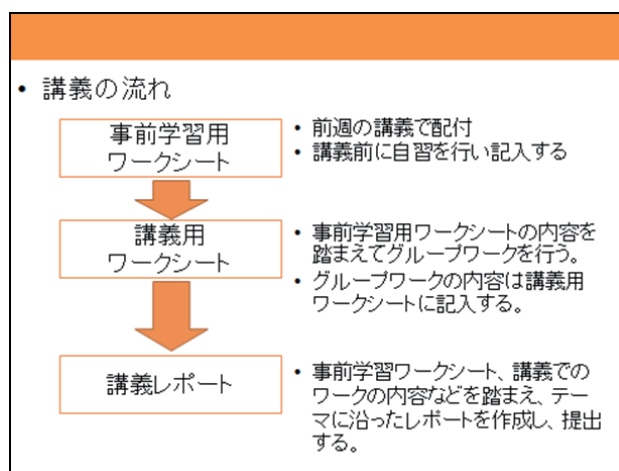 • 講義の流れ
事前学習用
ワークシート
• 前週の講義で配付
• 講義前に自習を行い記入する
講義用
ワークシート
• 事前学習用ワークシートの内容を
踏まえてグループワークを行う。
• グループワークの内容は講義用
ワークシートに記入する。
講義レポート
• 事前学習ワークシート、講義での
ワークの内容などを踏まえ、テー
マに沿ったレポートを作成し、提出
する。